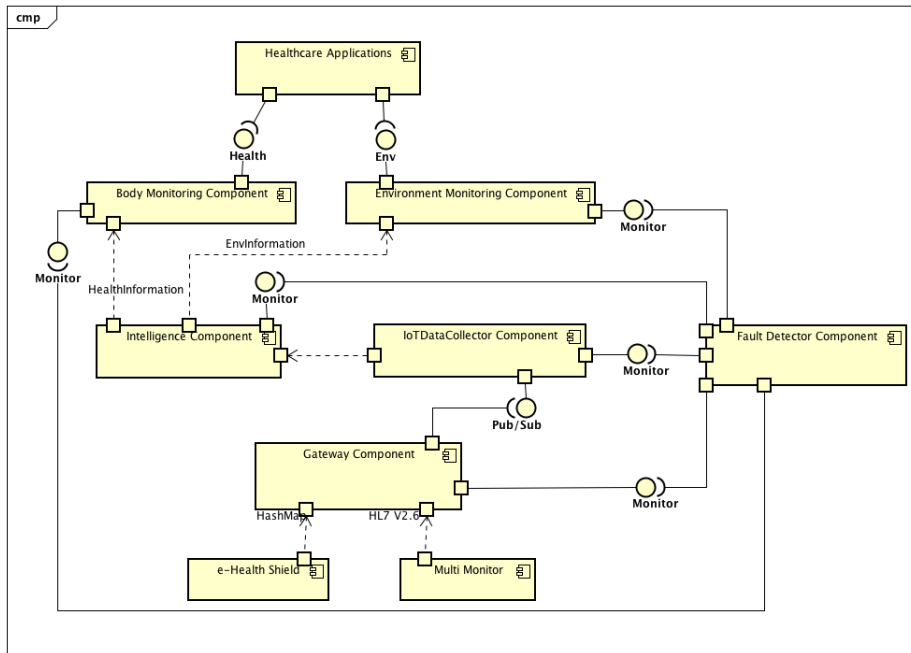 cmp
Healthcare Applications
Health
Env
Body Monitoring Component
Environment Monitoring Component
Monitor
EnvInformation
Monitor
HealthInformation
Monitor
Intelligence Component
IoTDataCollector Component
Fault Detector Component
Monitor
Pub/Sub
Gateway Component
Monitor
HashMap
HL7 V2.6
e-Health Shield
Multi Monitor